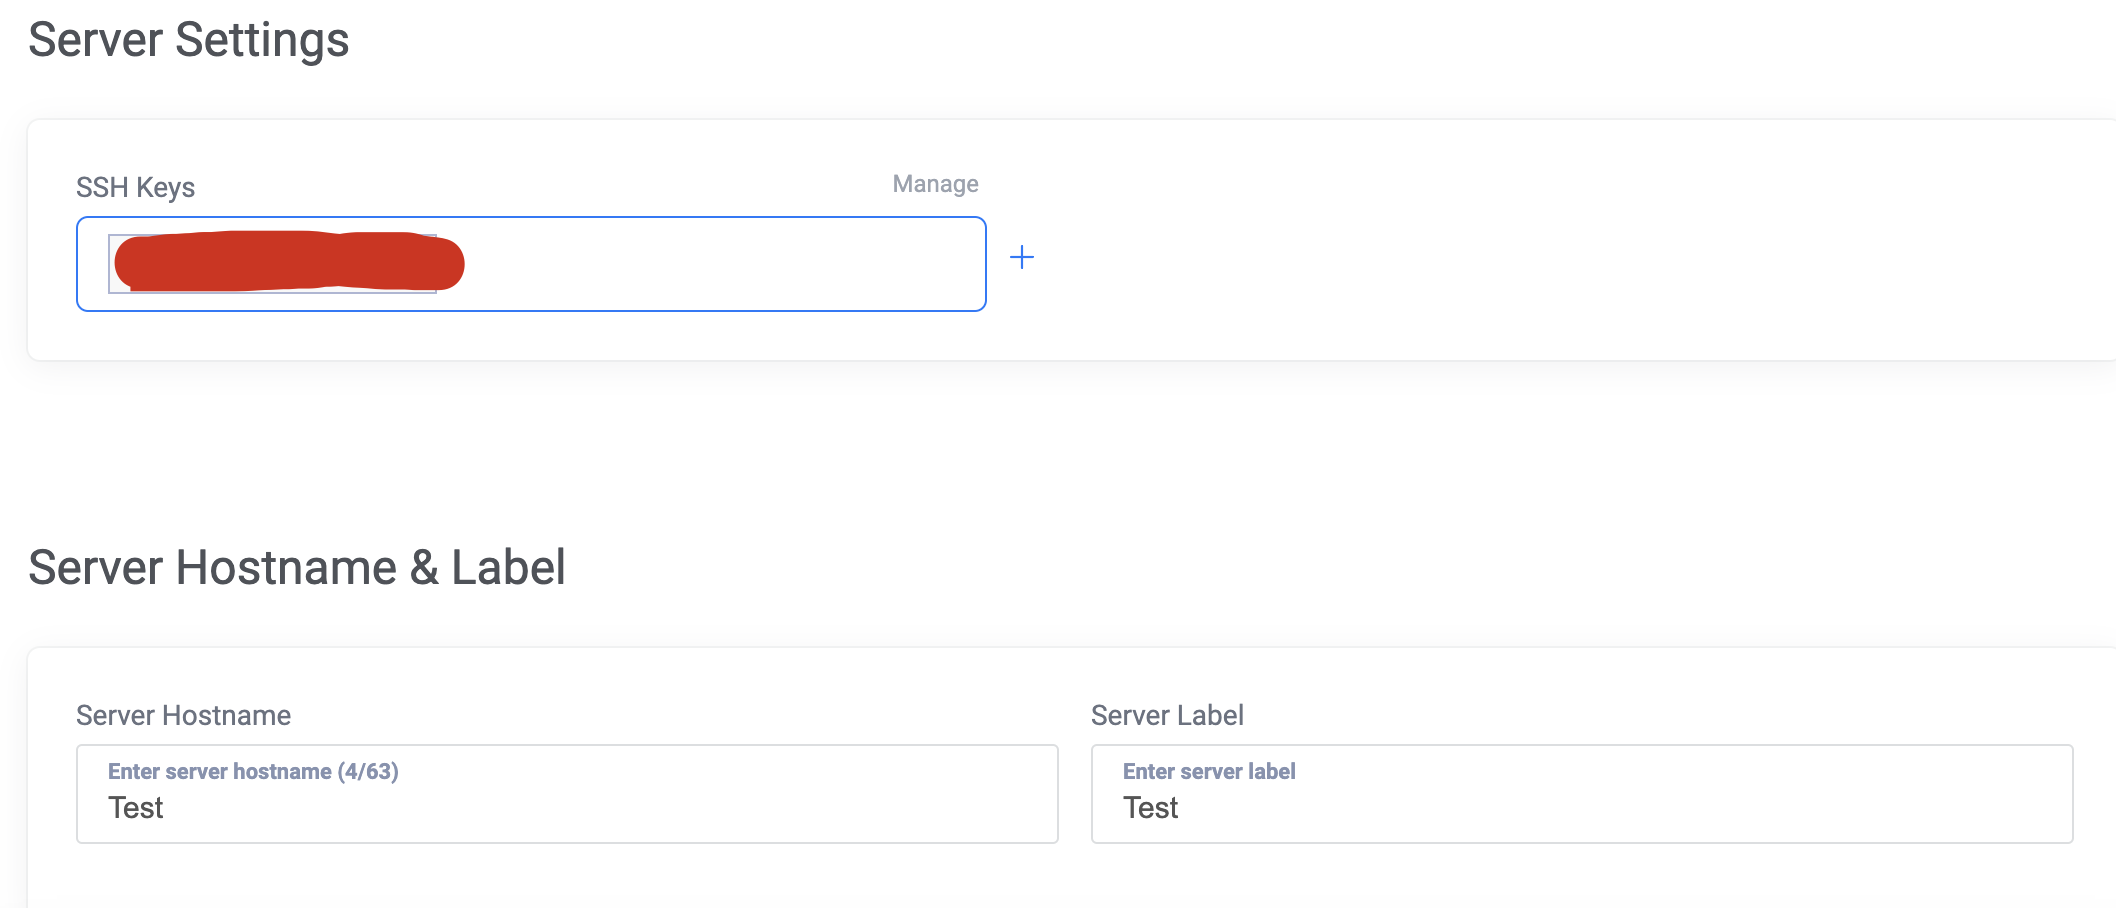 Server Settings
SSH Keys
Manage
Server Hostname & Label
Server Hostname
Server Label
Enter server hostname (4/63)
Enter server label
Test
Test